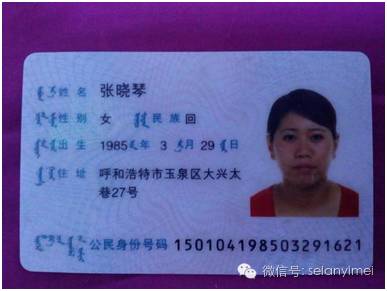 姓名 张晓琴
性别 女 民族 回
出生 1985 年 3 月 29 日
住址 呼和浩特市玉泉区大兴太
巷27号
公民身份号码 150104198503291621
微信号: selanyimei